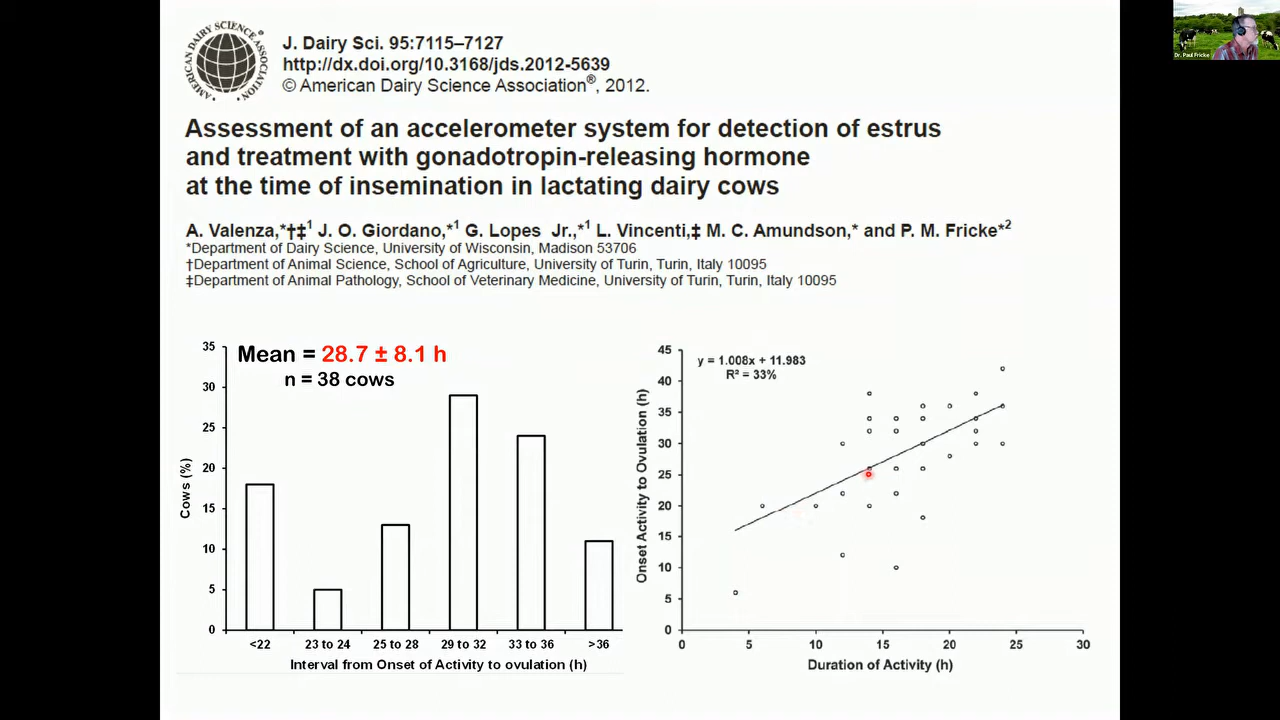 AMERICAN DAIRY SCIENCE ASSOCIATION®
J. Dairy Sci. 95:7115–7127
http://dx.doi.org/10.3168/jds.2012-5639
© American Dairy Science Association®, 2012.
Assessment of an accelerometer system for detection of estrus
and treatment with gonadotropin-releasing hormone
at the time of insemination in lactating dairy cows
A. Valenza,*†‡1 J. O. Giordano,*1 G. Lopes Jr.,*1 L. Vincenti,‡ M. C. Amundson,* and P. M. Fricke*2
*Department of Dairy Science, University of Wisconsin, Madison 53706
†Department of Animal Science, School of Agriculture, University of Turin, Turin, Italy 10095
‡Department of Animal Pathology, School of Veterinary Medicine, University of Turin, Turin, Italy 10095
Mean = 28.7 ± 8.1 h
n = 38 cows
Cows (%)
35
30
25
20
15
10
5
0
<22 23 to 24 25 to 28 29 to 32 33 to 36 >36
Interval from Onset of Activity to ovulation (h)
y = 1.008x + 11.983
R² = 33%
Onset Activity to Ovulation (h)
45
40
35
30
25
20
15
10
5
0
0 5 10 15 20 25 30
Duration of Activity (h)
Dr. Paul Fricke